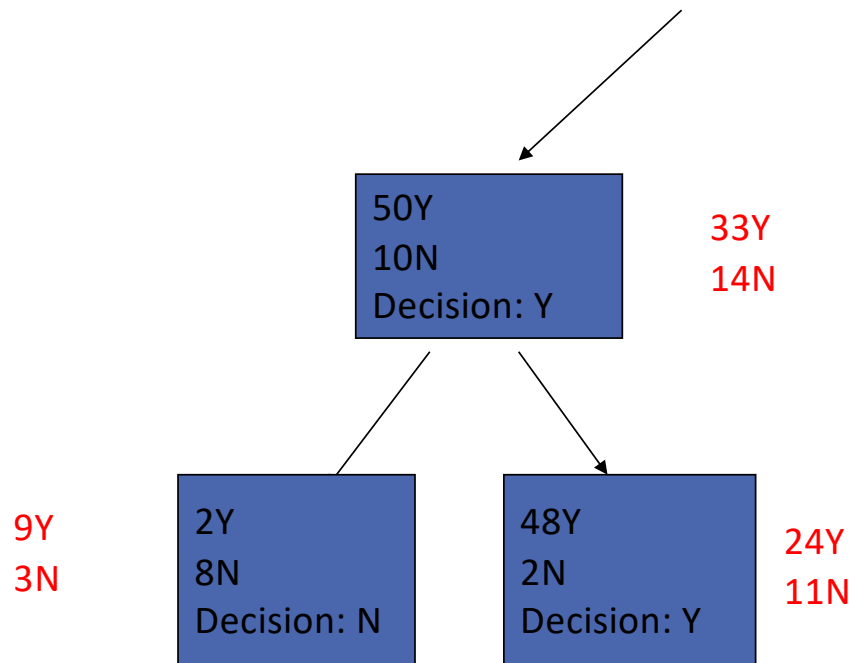 50Y
10N
Decision: Y
33Y
14N
9Y
3N
2Y
8N
Decision: N
48Y
2N
Decision: Y
24Y
11N